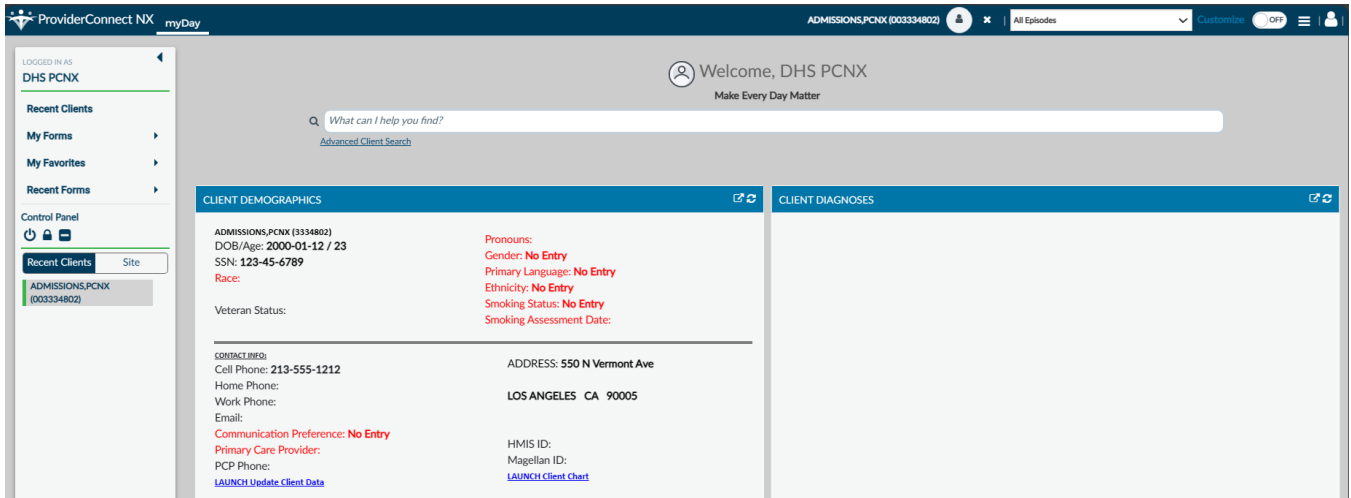 ProviderConnect NX myDay ADMISSIONS,PCNX (003334802) All Episodes Customize OFF
LOGGED IN AS
DHS PCNX
Recent Clients
My Forms
My Favorites
Recent Forms
Control Panel
Recent Clients Site
ADMISSIONS,PCNX
(003334802)
Welcome, DHS PCNX
Make Every Day Matter
What can I help you find?
Advanced Client Search
CLIENT DEMOGRAPHICS
ADMISSIONS,PCNX (3334802)
DOB/Age: 2000-01-12 / 23
SSN: 123-45-6789
Race:
Veteran Status:
Pronouns:
Gender: No Entry
Primary Language: No Entry
Ethnicity: No Entry
Smoking Status: No Entry
Smoking Assessment Date:
CONTACT INFO:
Cell Phone: 213-555-1212
Home Phone:
Work Phone:
Email:
Communication Preference: No Entry
Primary Care Provider:
PCP Phone:
LAUNCH Update Client Data
ADDRESS: 550 N Vermont Ave
LOS ANGELES CA 90005
HMIS ID:
Magellan ID:
LAUNCH Client Chart
CLIENT DIAGNOSES